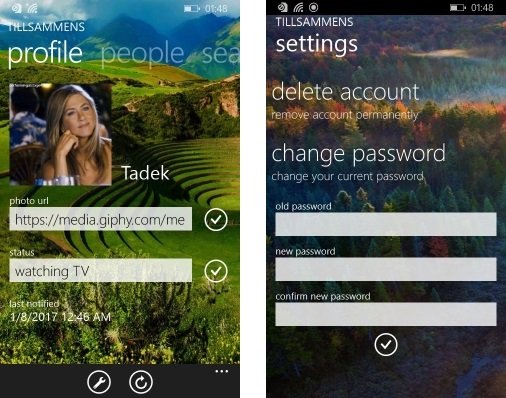 01:48
TILLSAMMENS
profile people sea
Tadek
photo url
https://media.giphy.com/me
status
watching TV
last notified
1/8/2017 12:46 AM
01:48
TILLSAMMENS
settings
delete account
remove account permanently
change password
change your current password
old password
new password
confirm new password